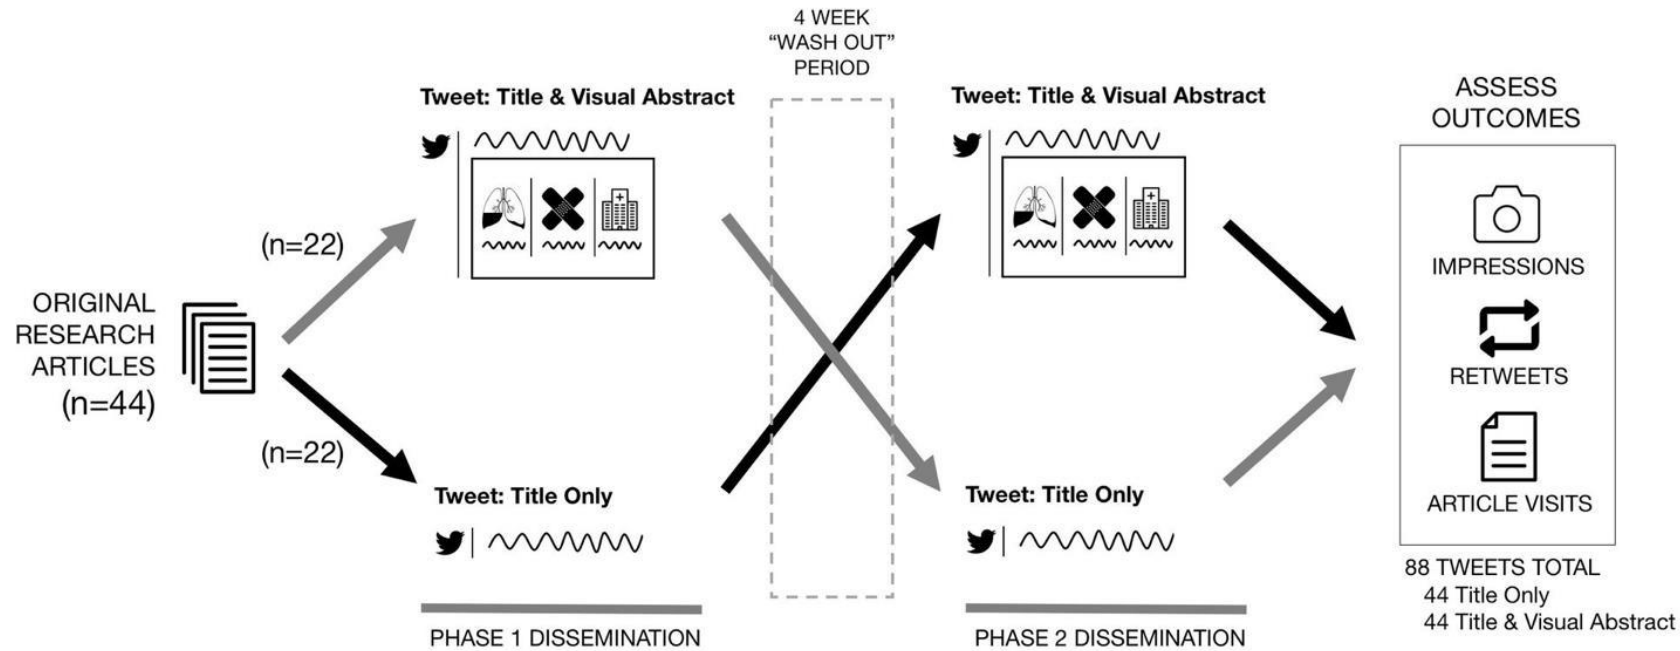 ORIGINAL
RESEARCH
ARTICLES
(n=44)
(n=22)
(n=22)
Tweet: Title & Visual Abstract
Tweet: Title Only
PHASE 1 DISSEMINATION
4 WEEK
“WASH OUT”
PERIOD
Tweet: Title & Visual Abstract
Tweet: Title Only
PHASE 2 DISSEMINATION
ASSESS
OUTCOMES
IMPRESSIONS
RETWEETS
ARTICLE VISITS
88 TWEETS TOTAL
44 Title Only
44 Title & Visual Abstract